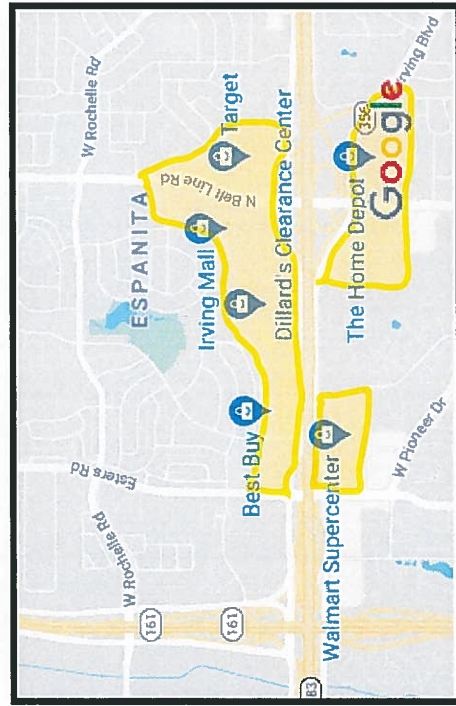 W Rochelle Rd
ESPANITA
N Belt Line Rd
Target
Irving Mall
Dillard's Clearance Center
Best Buy
Esters Rd
W Rochelle Rd
161
161
183
Walmart Supercenter
The Home Depot
356
Irving Blvd
Google
W Pioneer Dr